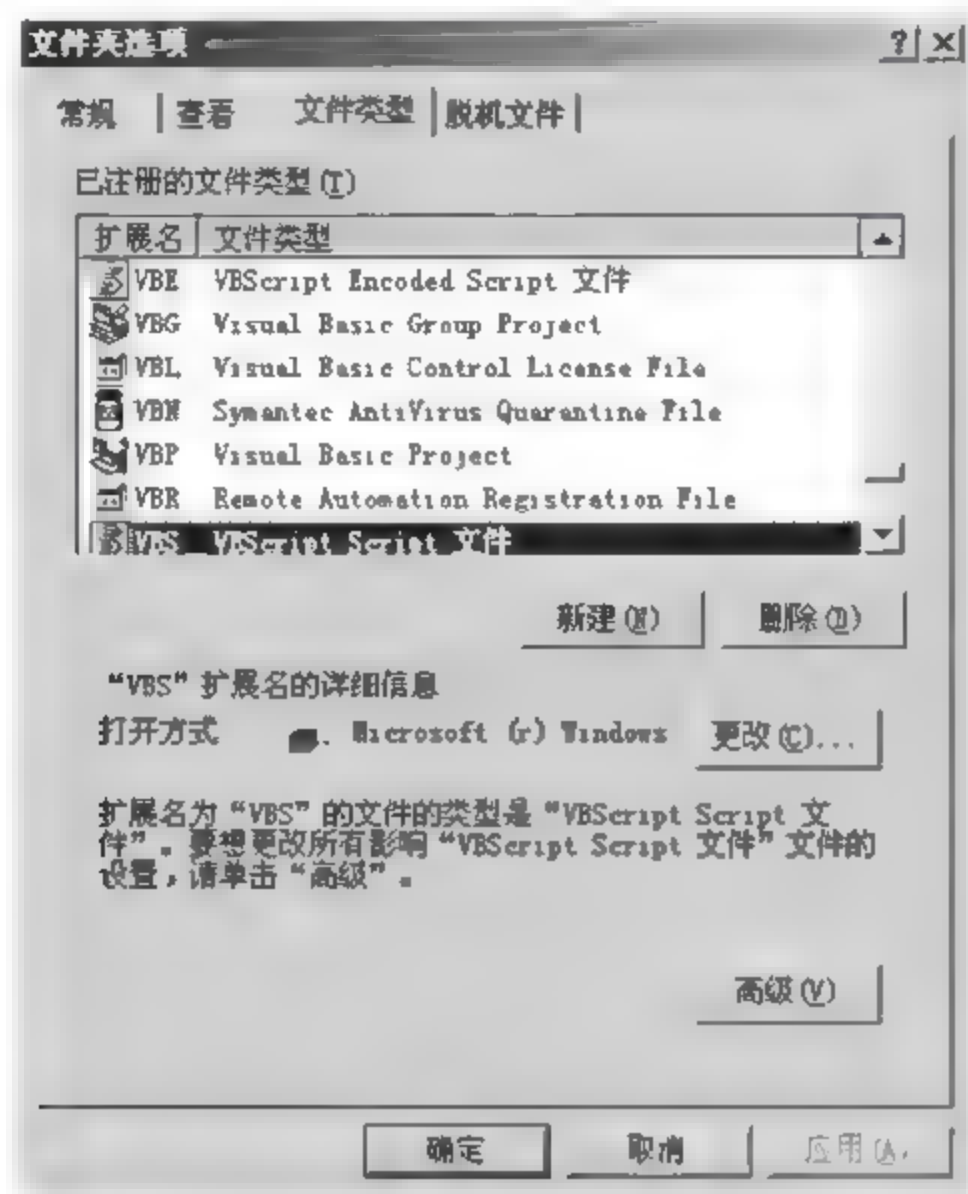 文件夹选项
常规 查看 文件类型 脱机文件
已注册的文件类型(T)
扩展名 文件类型
VBE VBScript Encoded Script 文件
VBG Visual Basic Group Project
VBL Visual Basic Control License File
VBN Symantec AntiVirus Quarantine File
VBP Visual Basic Project
VBR Remote Automation Registration File
VBS VBScript Script 文件
新建(N) 删除(D)
“VBS”扩展名的详细信息
打开方式 Microsoft (r) Windows 更改(C)...
扩展名为“VBS”的文件的类型是“VBScript Script 文
件”。要想更改所有影响“VBScript Script 文件”文件的
设置，请单击“高级”。
高级(V)
确定 取消 应用(A)